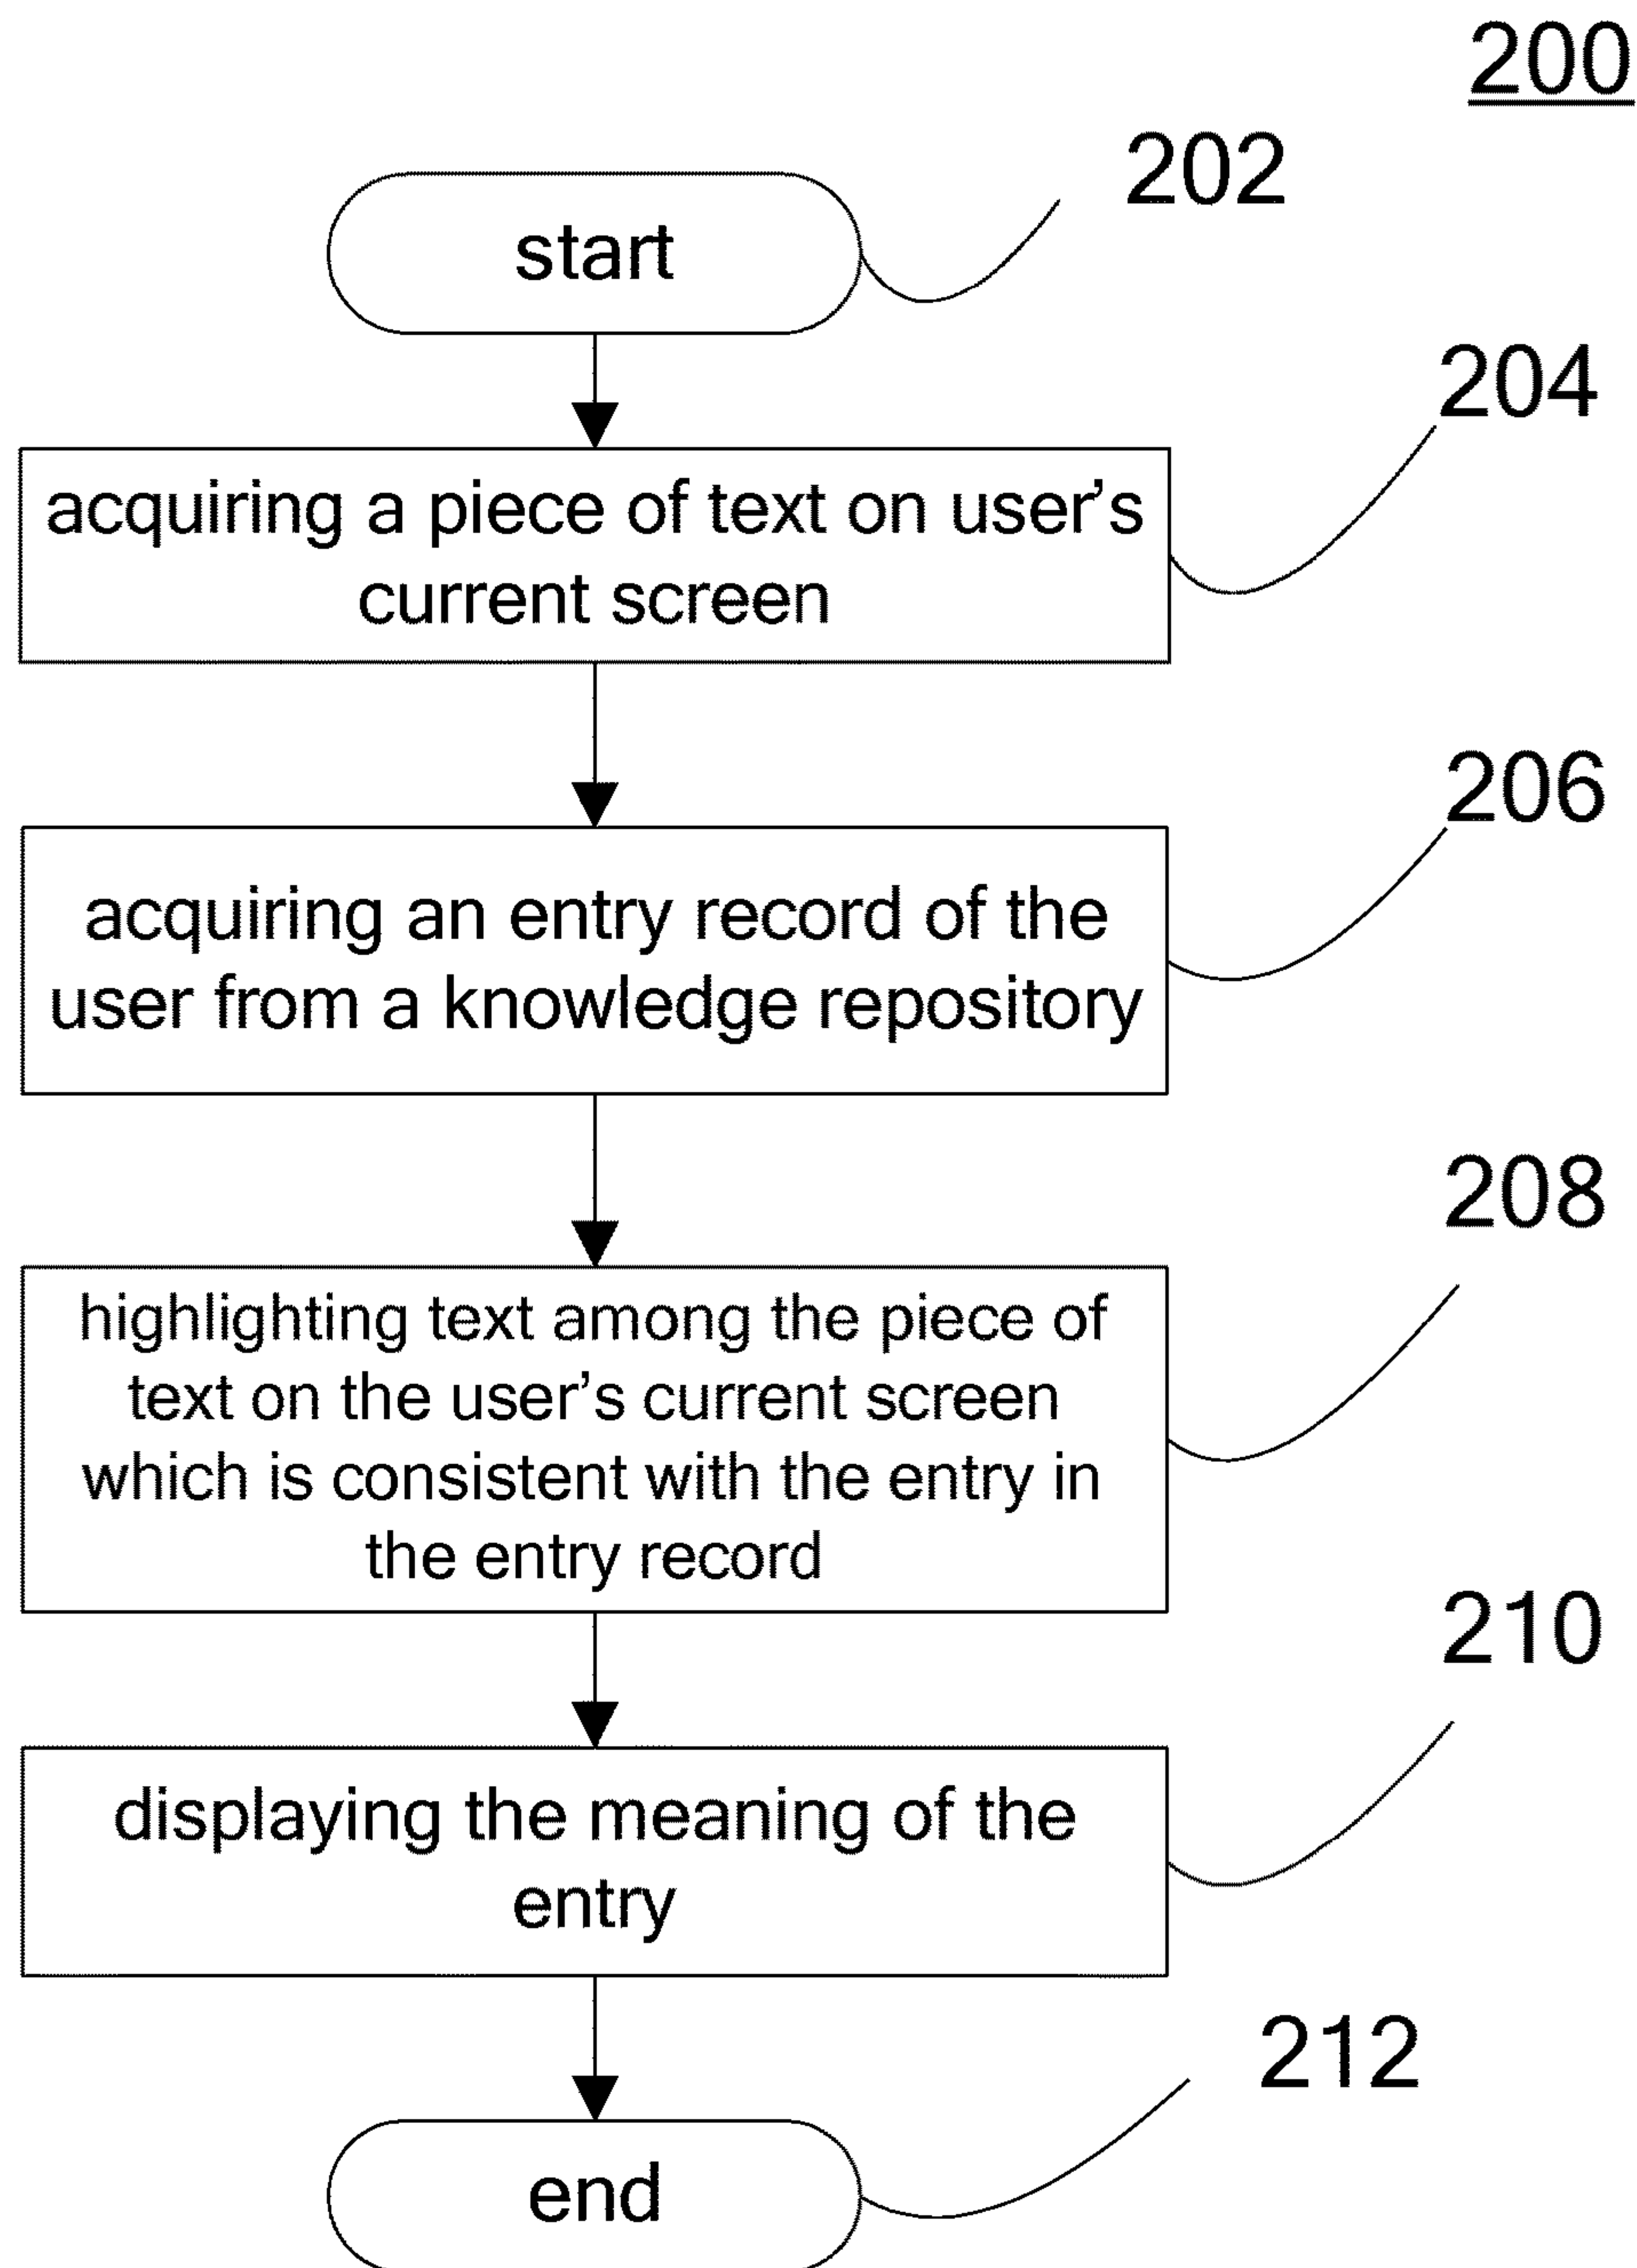 200
202
start
204
acquiring a piece of text on user’s
current screen
206
acquiring an entry record of the
user from a knowledge repository
208
highlighting text among the piece of
text on the user’s current screen
which is consistent with the entry in
the entry record
210
displaying the meaning of the
entry
212
end